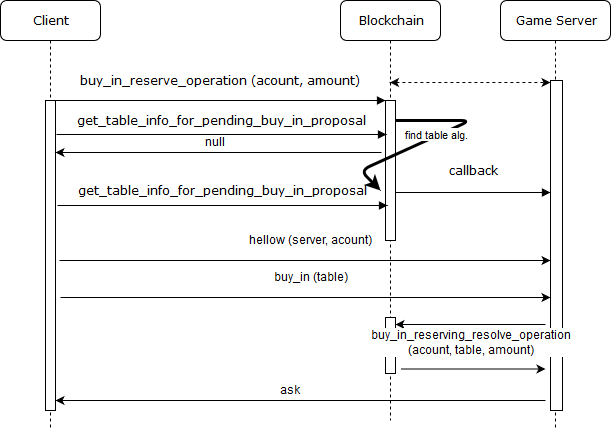 Client
Blockchain
Game Server
buy_in_reserve_operation (acount, amount)
get_table_info_for_pending_buy_in_proposal
find table alg.
null
callback
get_table_info_for_pending_buy_in_proposal
hellow (server, acount)
buy_in (table)
buy_in_reserving_resolve_operation
(acount, table, amount)
ask